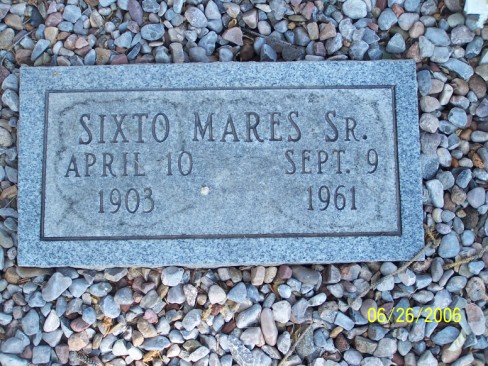 SIXTO MARES SR.
APRIL 10 SEPT. 9
1903 1961
06/26/2006